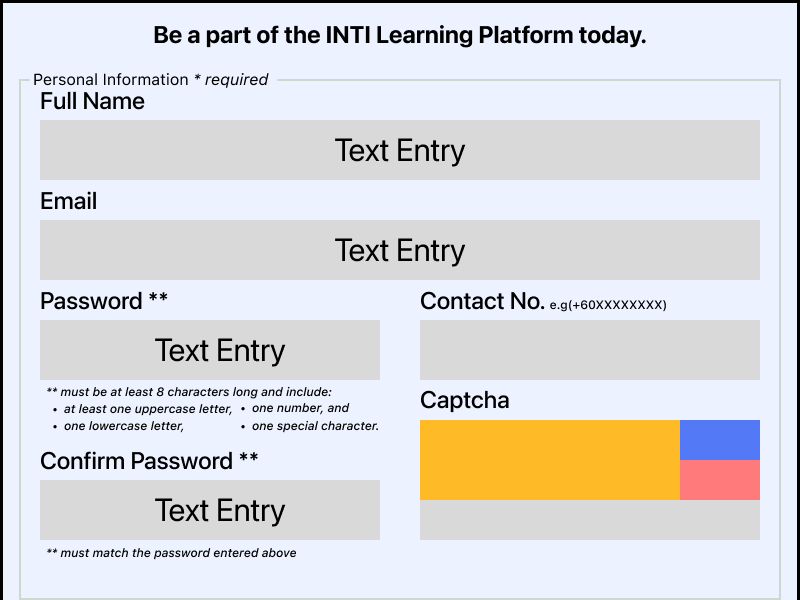 Be a part of the INTI Learning Platform today.
Personal Information * required
Full Name
Text Entry
Email
Text Entry
Password **
Text Entry
** must be at least 8 characters long and include:
• at least one uppercase letter,
• one lowercase letter,
• one number, and
• one special character.
Confirm Password **
Text Entry
** must match the password entered above
Contact No. e.g(+60XXXXXXXX)
Captcha